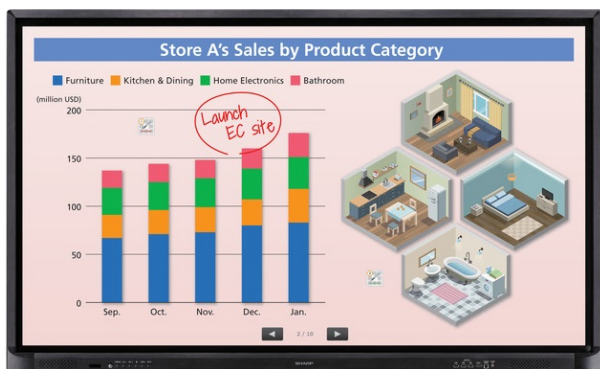 Store A's Sales by Product Category
Furniture Kitchen & Dining Home Electronics Bathroom
(million USD)
200
Launch
EC site
150
100
50
0
Sep. Oct. Nov. Dec. Jan.
2 / 10
SHARP